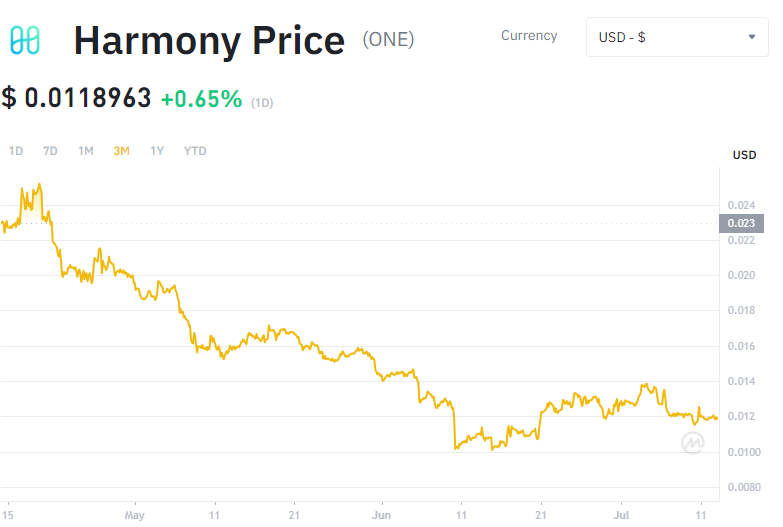 Harmony Price (ONE)
Currency
USD - $
$ 0.0118963 +0.65% (1D)
1D 7D 1M 3M 1Y YTD
USD
0.024
0.023
0.022
0.020
0.018
0.016
0.014
0.012
0.0100
0.0080
15 May 11 21 Jun 11 21 Jul 11